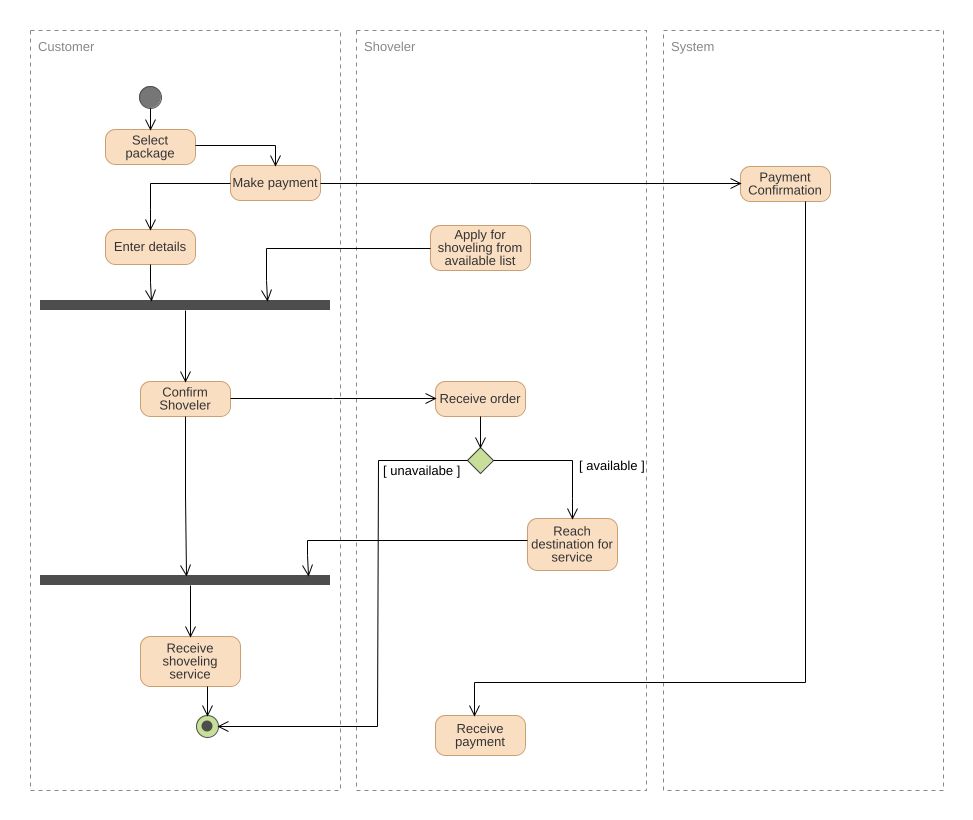 Customer
Shoveler
System
Select
package
Make payment
Payment
Confirmation
Enter details
Apply for
shoveling from
available list
Confirm
Shoveler
Receive order
[ unavailabe ]
[ available ]
Reach
destination for
service
Receive
shoveling
service
Receive
payment